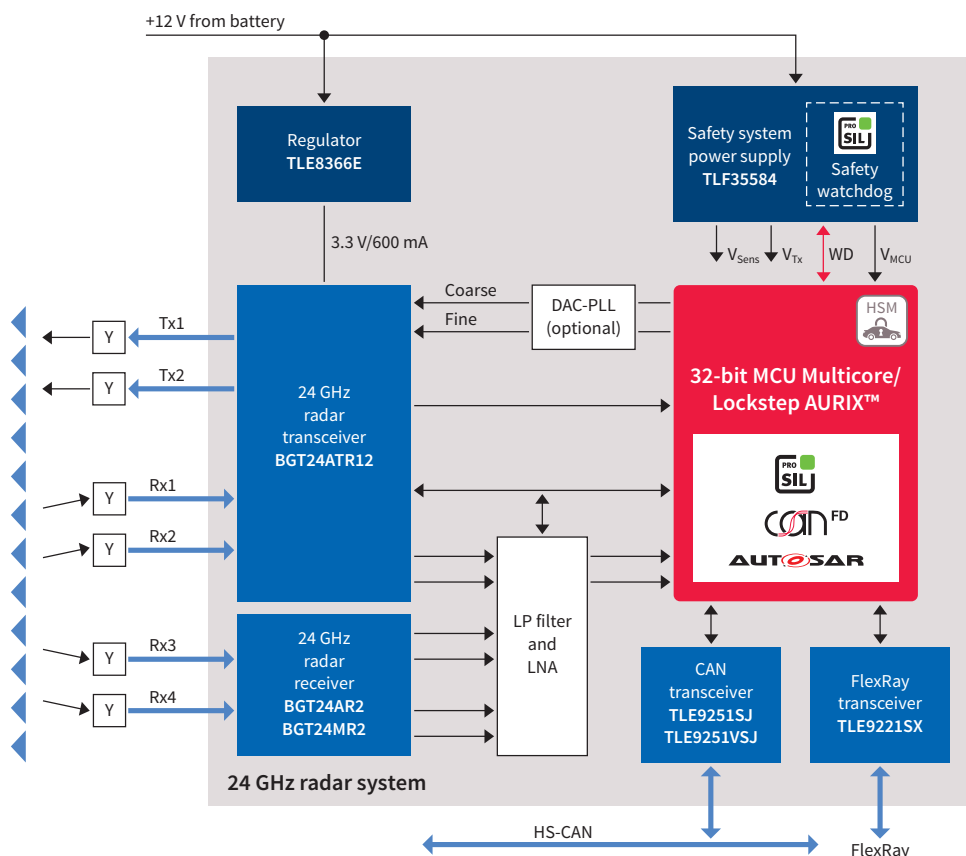 +12 V from battery
Regulator
TLE8366E
Safety system
power supply
TLF35584
PRO
SIL
Safety
watchdog
3.3 V/600 mA
VSens
VTx
WD
VMCU
Coarse
Fine
DAC-PLL
(optional)
HSM
32-bit MCU Multicore/
Lockstep AURIX™
PRO
SIL
CAN FD
AUTOSAR
Y
Tx1
Y
Tx2
24 GHz
radar
transceiver
BGT24ATR12
Y
Rx1
Y
Rx2
LP filter
and
LNA
Y
Rx3
Y
Rx4
24 GHz
radar
receiver
BGT24AR2
BGT24MR2
CAN
transceiver
TLE9251SJ
TLE9251VSJ
FlexRay
transceiver
TLE9221SX
24 GHz radar system
HS-CAN
FlexRay